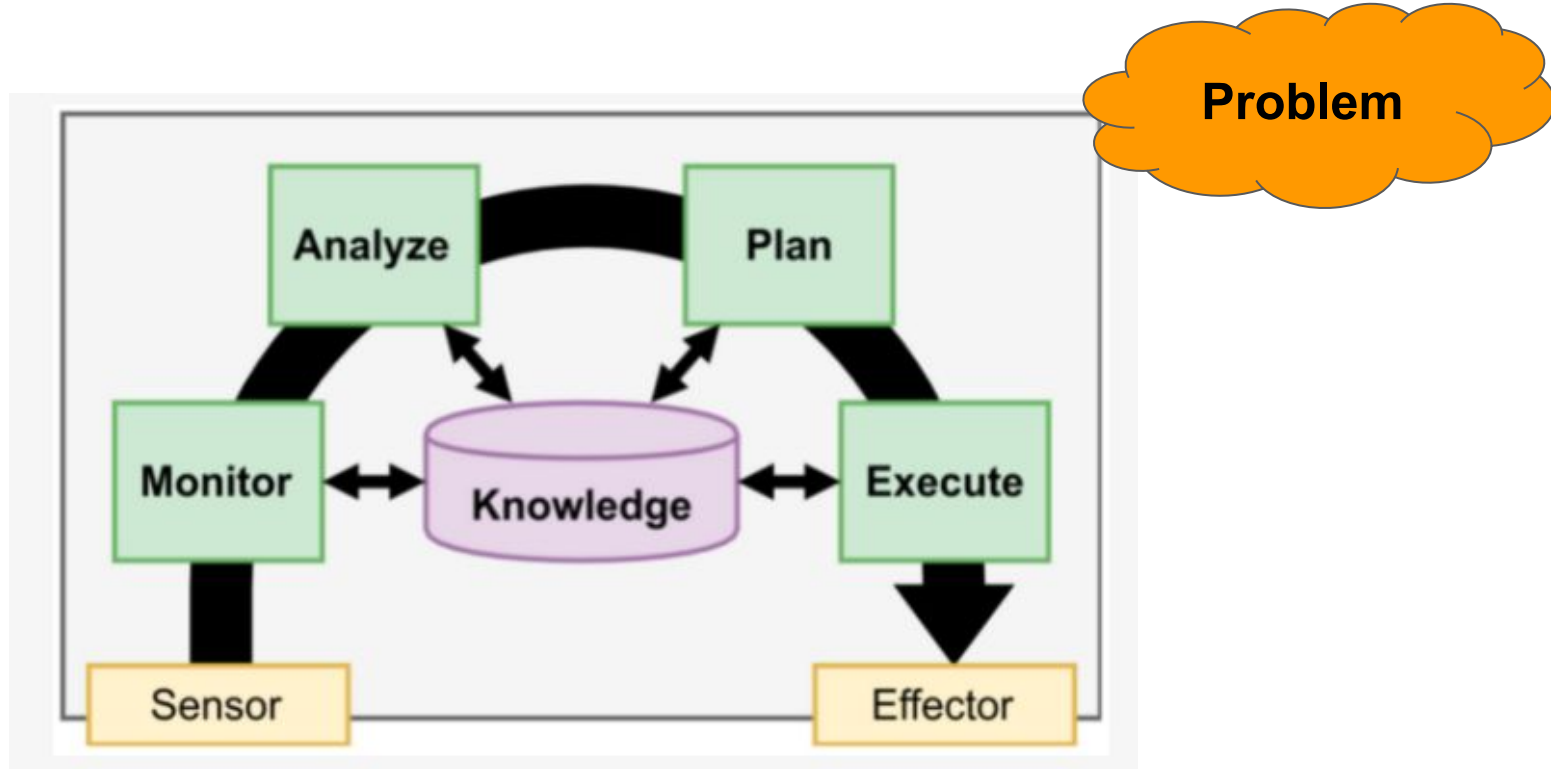 Problem
Analyze
Plan
Monitor
Knowledge
Execute
Sensor
Effector